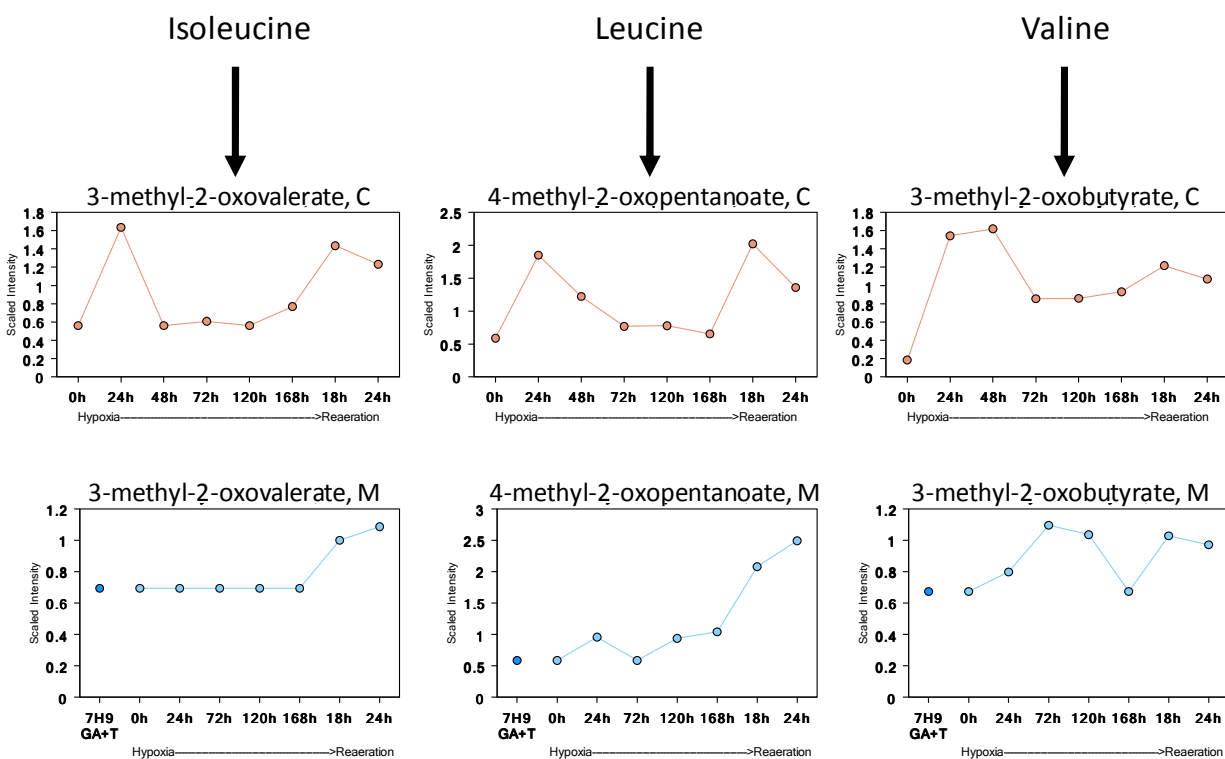 Isoleucine Leucine Valine
3-methyl-2-oxovalerate, C
1.8
1.6
1.4
1.2
1
0.8
0.6
0.4
0.2
0
Scaled Intensity
0h 24h 48h 72h 120h 168h 18h 24h
Hypoxia------------------------------>Reaeration
4-methyl-2-oxopentanoate, C
2.5
2
1.5
1
0.5
0
Scaled Intensity
0h 24h 48h 72h 120h 168h 18h 24h
Hypoxia------------------------------>Reaeration
3-methyl-2-oxobutyrate, C
1.8
1.6
1.4
1.2
1
0.8
0.6
0.4
0.2
0
Scaled Intensity
0h 24h 48h 72h 120h 168h 18h 24h
Hypoxia------------------------------>Reaeration
3-methyl-2-oxovalerate, M
1.2
1
0.8
0.6
0.4
0.2
0
Scaled Intensity
7H9 0h 24h 72h 120h 168h 18h 24h
GA+T
Hypoxia------------------------------>Reaeration
4-methyl-2-oxopentanoate, M
3
2.5
2
1.5
1
0.5
0
Scaled Intensity
7H9 0h 24h 72h 120h 168h 18h 24h
GA+T
Hypoxia------------------------------>Reaeration
3-methyl-2-oxobutyrate, M
1.2
1
0.8
0.6
0.4
0.2
0
Scaled Intensity
7H9 0h 24h 72h 120h 168h 18h 24h
GA+T
Hypoxia------------------------------>Reaeration